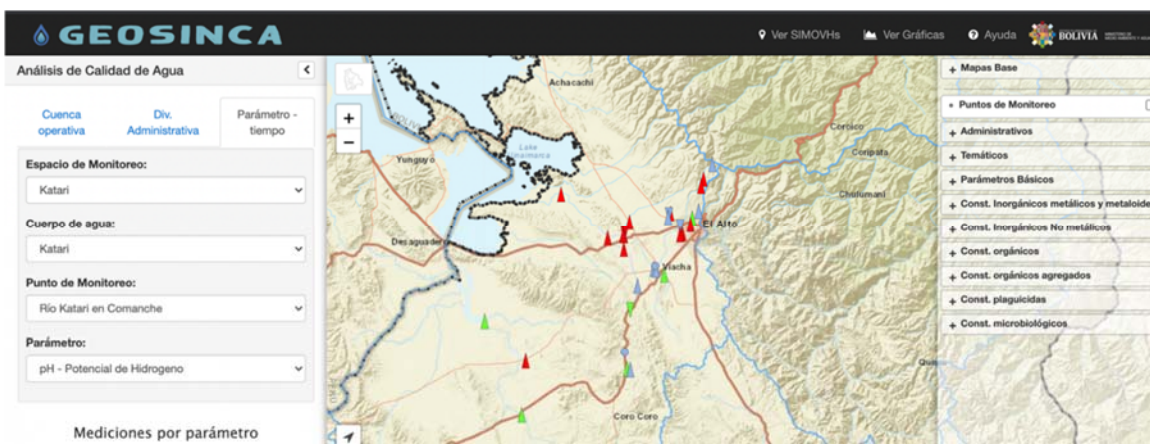 GEOSINCA
Ver SIMOVHs
Ver Gráficas
Ayuda
BOLIVIA
Análisis de Calidad de Agua
Cuenca operativa
Div. Administrativa
Parámetro - tiempo
Espacio de Monitoreo:
Katari
Cuerpo de agua:
Katari
Punto de Monitoreo:
Río Katari en Comanche
Parámetro:
pH - Potencial de Hidrogeno
Mediciones por parámetro
+
−
Achacachi
BOLIVIA
Lake
Yunguyo
Desaguadero
Coroico
Coripata
Chulumani
El Alto
Viacha
Coro Coro
+ Mapas Base
Puntos de Monitoreo
+ Administrativos
+ Temáticos
+ Parámetros Básicos
+ Const. Inorgánicos metálicos y metaloide
+ Const. Inorgánicos No metálicos
+ Const. orgánicos
+ Const. orgánicos agregados
+ Const. plaguicidas
+ Const. microbiológicos